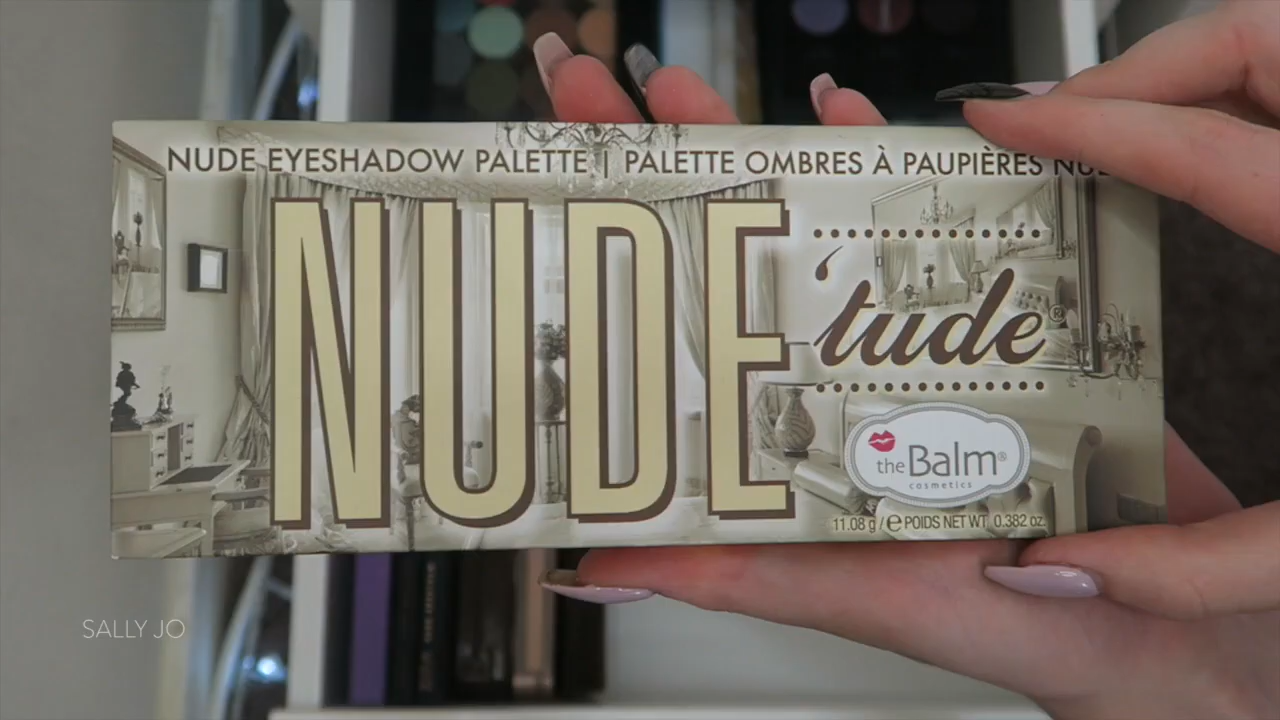 NUDE EYESHADOW PALETTE | PALETTE OMBRES À PAUPIÈRES
NUDE
'tude®
the Balm®
cosmetics
11.08 g / e POIDS NET WT. 0.382 oz.
SALLY JO